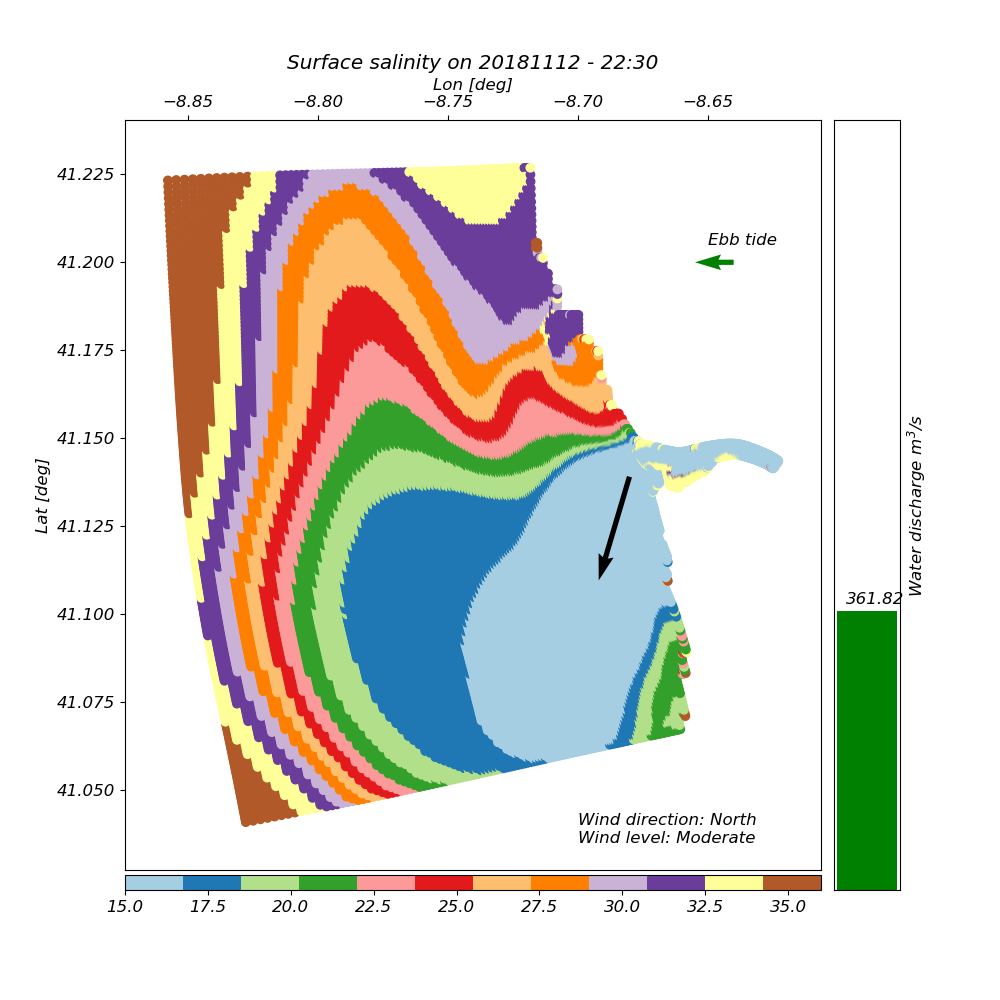 Surface salinity on 20181112 - 22:30
Lon [deg]
−8.85 −8.80 −8.75 −8.70 −8.65
41.225
41.200
41.175
41.150
41.125
41.100
41.075
41.050
Lat [deg]
Ebb tide
Water discharge m³/s
361.82
Wind direction: North
Wind level: Moderate
15.0 17.5 20.0 22.5 25.0 27.5 30.0 32.5 35.0